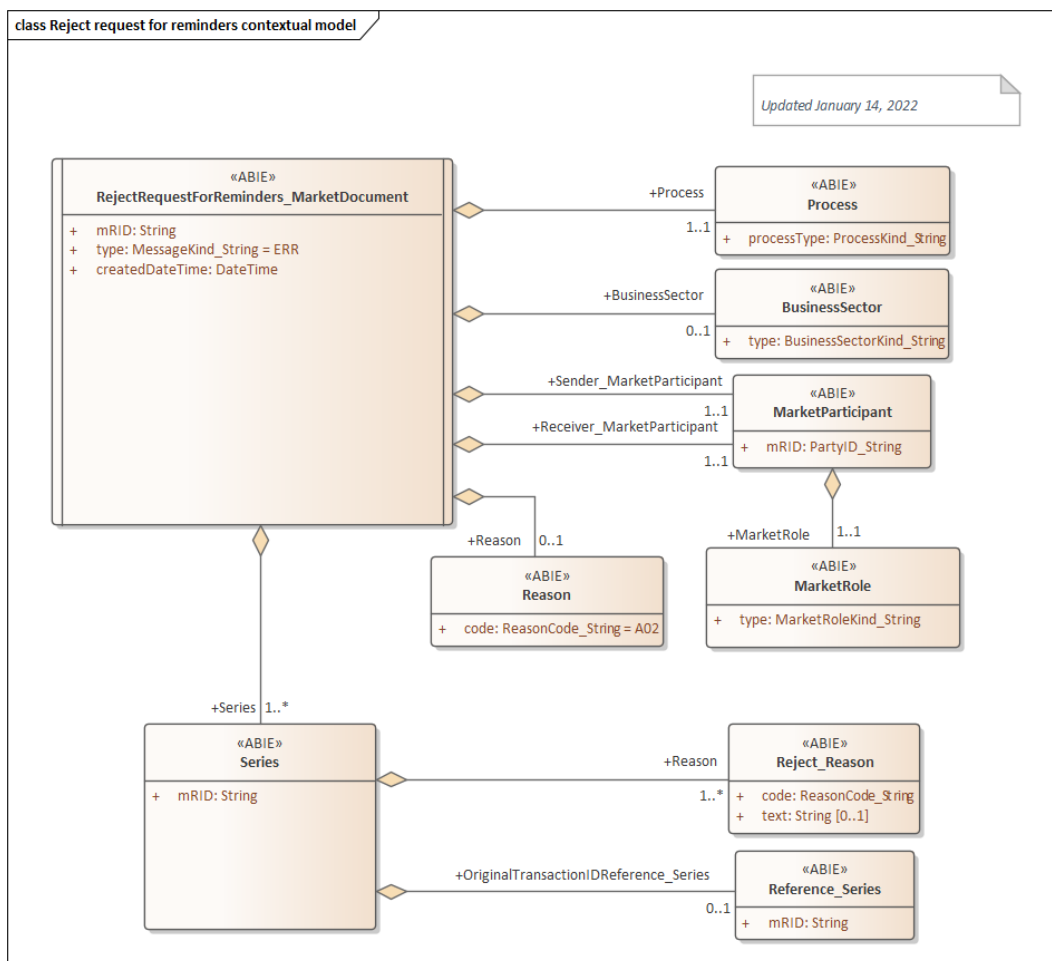 class Reject request for reminders contextual model
Updated January 14, 2022
«ABIE»
RejectRequestForReminders_MarketDocument
+ mRID: String
+ type: MessageKind_String = ERR
+ createdDateTime: DateTime
+Process
1..1
«ABIE»
Process
+ processType: ProcessKind_String
+BusinessSector
0..1
«ABIE»
BusinessSector
+ type: BusinessSectorKind_String
+Sender_MarketParticipant
1..1
+Receiver_MarketParticipant
1..1
«ABIE»
MarketParticipant
+ mRID: PartyID_String
+MarketRole
1..1
«ABIE»
MarketRole
+ type: MarketRoleKind_String
+Reason
0..1
«ABIE»
Reason
+ code: ReasonCode_String = A02
+Series
1..*
«ABIE»
Series
+ mRID: String
+Reason
1..*
«ABIE»
Reject_Reason
+ code: ReasonCode_String
+ text: String [0..1]
+OriginalTransactionIDReference_Series
0..1
«ABIE»
Reference_Series
+ mRID: String